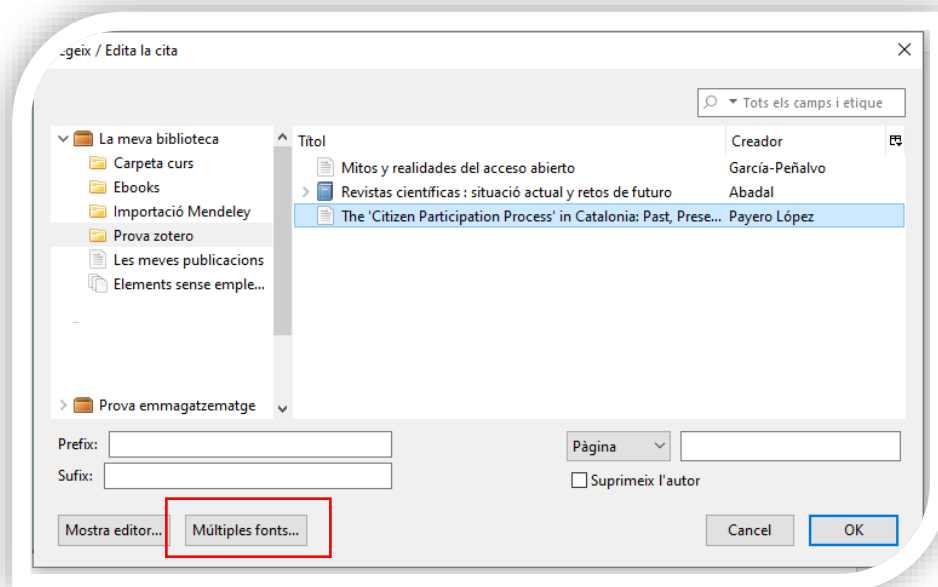 egeix / Edita la cita
Tots els camps i etique
La meva biblioteca
Carpeta curs
Ebooks
Importació Mendeley
Prova zotero
Les meves publicacions
Elements sense emple...
Prova emmagatzematge
Títol Creador
Mitos y realidades del acceso abierto García-Peñalvo
Revistas científicas : situació actual y retos de futuro Abadal
The 'Citizen Participation Process' in Catalonia: Past, Prese... Payero López
Prefix:
Sufix:
Pàgina
Suprimeix l'autor
Mostra editor... Múltiples fonts... Cancel OK